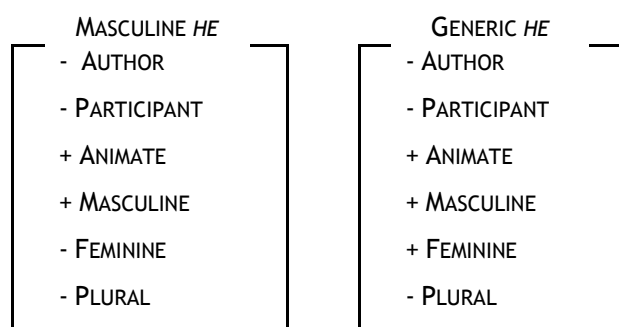 MASCULINE HE
- AUTHOR
- PARTICIPANT
+ ANIMATE
+ MASCULINE
- FEMININE
- PLURAL
GENERIC HE
- AUTHOR
- PARTICIPANT
+ ANIMATE
+ MASCULINE
+ FEMININE
- PLURAL